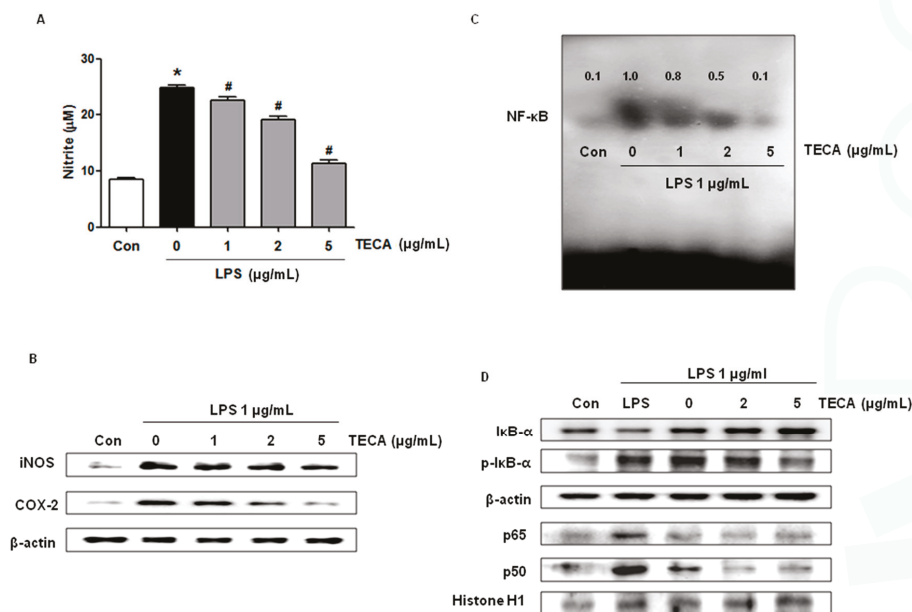 A
30
20
10
0
Nitrite (µM)
*
#
#
#
Con
0
1
2
5
TECA (µg/mL)
LPS (µg/mL)
B
LPS 1 µg/mL
Con
0
1
2
5
TECA (µg/mL)
iNOS
COX-2
β-actin
C
0.1
1.0
0.8
0.5
0.1
NF-κB
Con
0
1
2
5
TECA (µg/mL)
LPS 1 µg/mL
D
LPS 1 µg/ml
Con
LPS
0
2
5
TECA (µg/mL)
IκB-α
p-IκB-α
β-actin
p65
p50
Histone H1